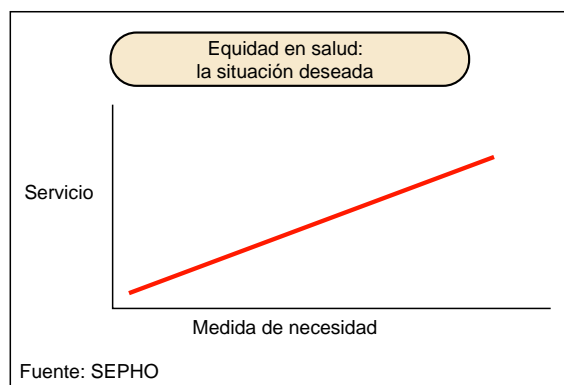 Equidad en salud:
la situación deseada
Servicio
Medida de necesidad
Fuente: SEPHO